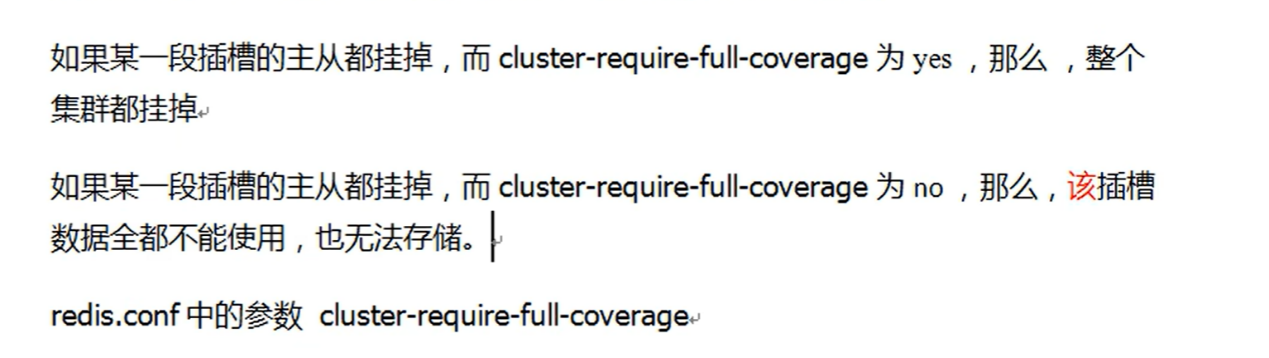 如果某一段插槽的主从都挂掉，而 cluster-require-full-coverage 为 yes ，那么 ，整个
集群都挂掉
如果某一段插槽的主从都挂掉，而 cluster-require-full-coverage 为 no ，那么，该插槽
数据全都不能使用，也无法存储。
redis.conf 中的参数 cluster-require-full-coverage